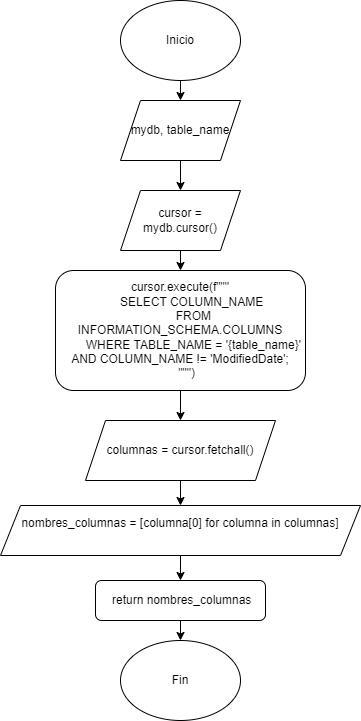 Inicio
mydb, table_name
cursor =
mydb.cursor()
cursor.execute(f"""
SELECT COLUMN_NAME
FROM
INFORMATION_SCHEMA.COLUMNS
WHERE TABLE_NAME = '{table_name}'
AND COLUMN_NAME != 'ModifiedDate';
""")
columnas = cursor.fetchall()
nombres_columnas = [columna[0] for columna in columnas]
return nombres_columnas
Fin